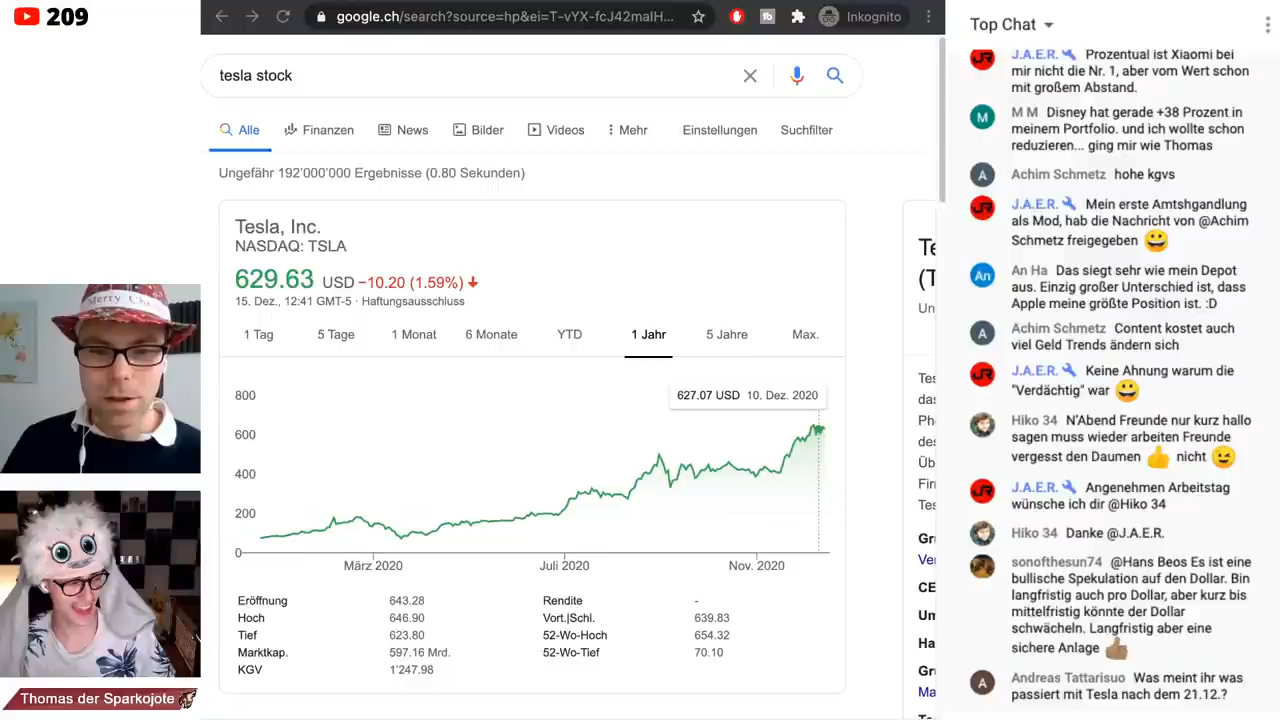 209
google.ch/search?source=hp&ei=T-vYX-fcJ42malH...
Inkognito
tesla stock
Alle
Finanzen
News
Bilder
Videos
Mehr
Einstellungen
Suchfilter
Ungefähr 192’000’000 Ergebnisse (0.80 Sekunden)
Tesla, Inc.
NASDAQ: TSLA
629.63 USD −10.20 (1.59%)
15. Dez., 12:41 GMT-5 · Haftungsausschluss
1 Tag
5 Tage
1 Monat
6 Monate
YTD
1 Jahr
5 Jahre
Max.
627.07 USD 10. Dez. 2020
800
600
400
200
0
März 2020
Juli 2020
Nov. 2020
Eröffnung 643.28
Hoch 646.90
Tief 623.80
Marktkap. 597.16 Mrd.
KGV 1’247.98
Rendite -
Vort.|Schl. 639.83
52-Wo-Hoch 654.32
52-Wo-Tief 70.10
Merry Ch
Thomas der Sparkojote
Top Chat
J.A.E.R. Prozentual ist Xiaomi bei
mir nicht die Nr. 1, aber vom Wert schon
mit großem Abstand.
M M Disney hat gerade +38 Prozent in
meinem Portfolio. und ich wollte schon
reduzieren... ging mir wie Thomas
Achim Schmetz hohe kgvs
J.A.E.R. Mein erste Amtshgandlung
als Mod, hab die Nachricht von @Achim
Schmetz freigegeben 😀
An Ha Das siegt sehr wie mein Depot
aus. Einzig großer Unterschied ist, dass
Apple meine größte Position ist. :D
Achim Schmetz Content kostet auch
viel Geld Trends ändern sich
J.A.E.R. Keine Ahnung warum die
"Verdächtig" war 😀
Hiko 34 N'Abend Freunde nur kurz hallo
sagen muss wieder arbeiten Freunde
vergesst den Daumen 👍 nicht 😉
J.A.E.R. Angenehmen Arbeitstag
wünsche ich dir @Hiko 34
Hiko 34 Danke @J.A.E.R.
sonofthesun74 @Hans Beos Es ist eine
bullische Spekulation auf den Dollar. Bin
langfristig auch pro Dollar, aber kurz bis
mittelfristig könnte der Dollar
schwächeln. Langfristig aber eine
sichere Anlage 👍🏽
Andreas Tattarisuo Was meint ihr was
passiert mit Tesla nach dem 21.12.?